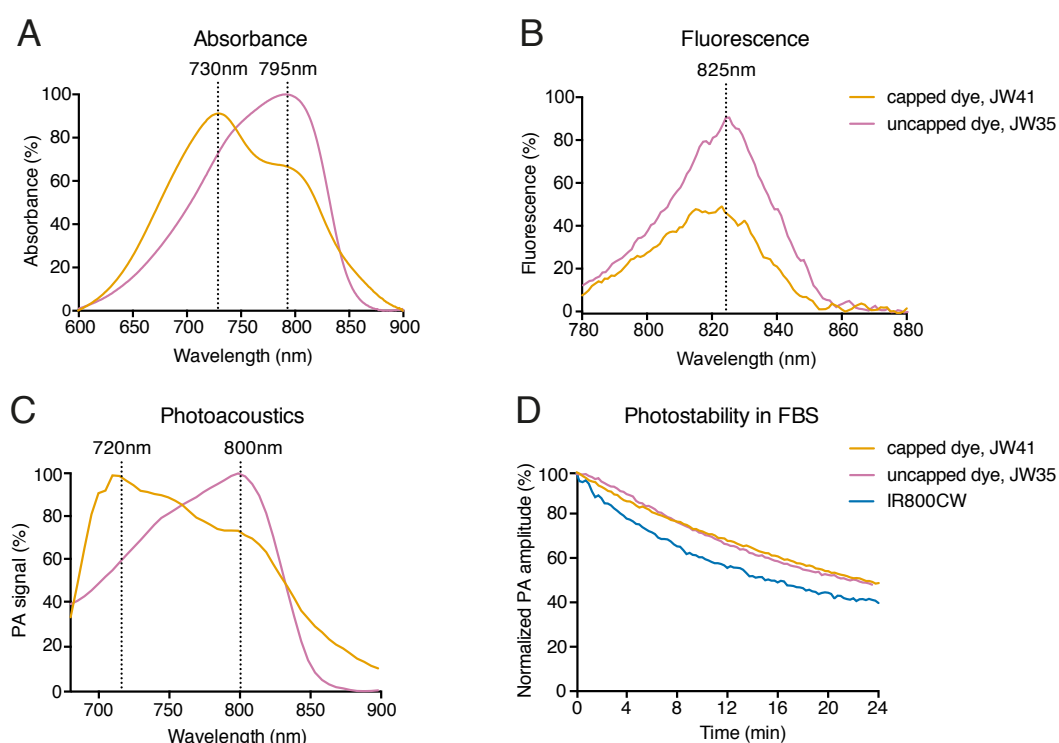 A
Absorbance
730nm 795nm
100
80
60
40
20
0
Absorbance (%)
600 650 700 750 800 850 900
Wavelength (nm)
B
Fluorescence
825nm
100
80
60
40
20
0
Fluorescence (%)
780 800 820 840 860 880
Wavelength (nm)
capped dye, JW41
uncapped dye, JW35
C
Photoacoustics
720nm 800nm
100
80
60
40
20
0
PA signal (%)
700 750 800 850 900
Wavelength (nm)
D
Photostability in FBS
100
80
60
40
20
0
Normalized PA amplitude (%)
0 4 8 12 16 20 24
Time (min)
capped dye, JW41
uncapped dye, JW35
IR800CW